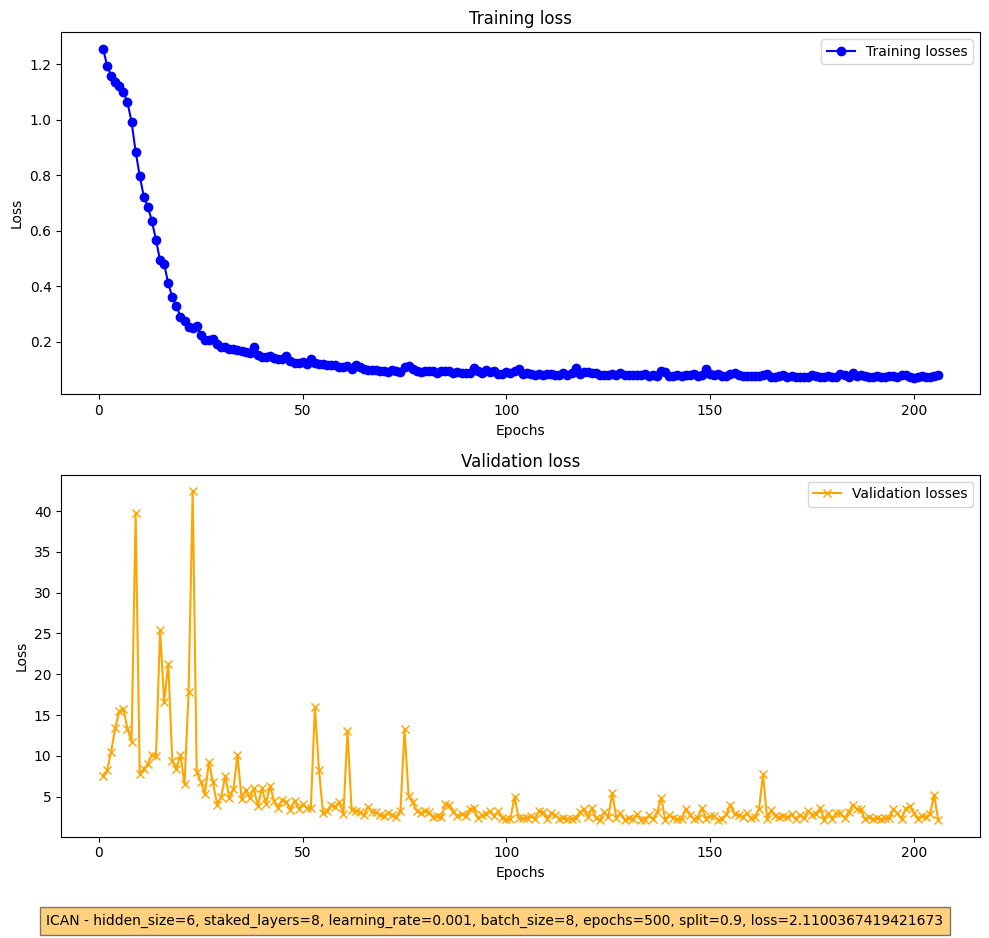 Training loss
Training losses
1.2
1.0
0.8
0.6
0.4
0.2
Loss
0
50
100
150
200
Epochs
Validation loss
Validation losses
40
35
30
25
20
15
10
5
Loss
0
50
100
150
200
Epochs
ICAN - hidden_size=6, staked_layers=8, learning_rate=0.001, batch_size=8, epochs=500, split=0.9, loss=2.1100367419421673